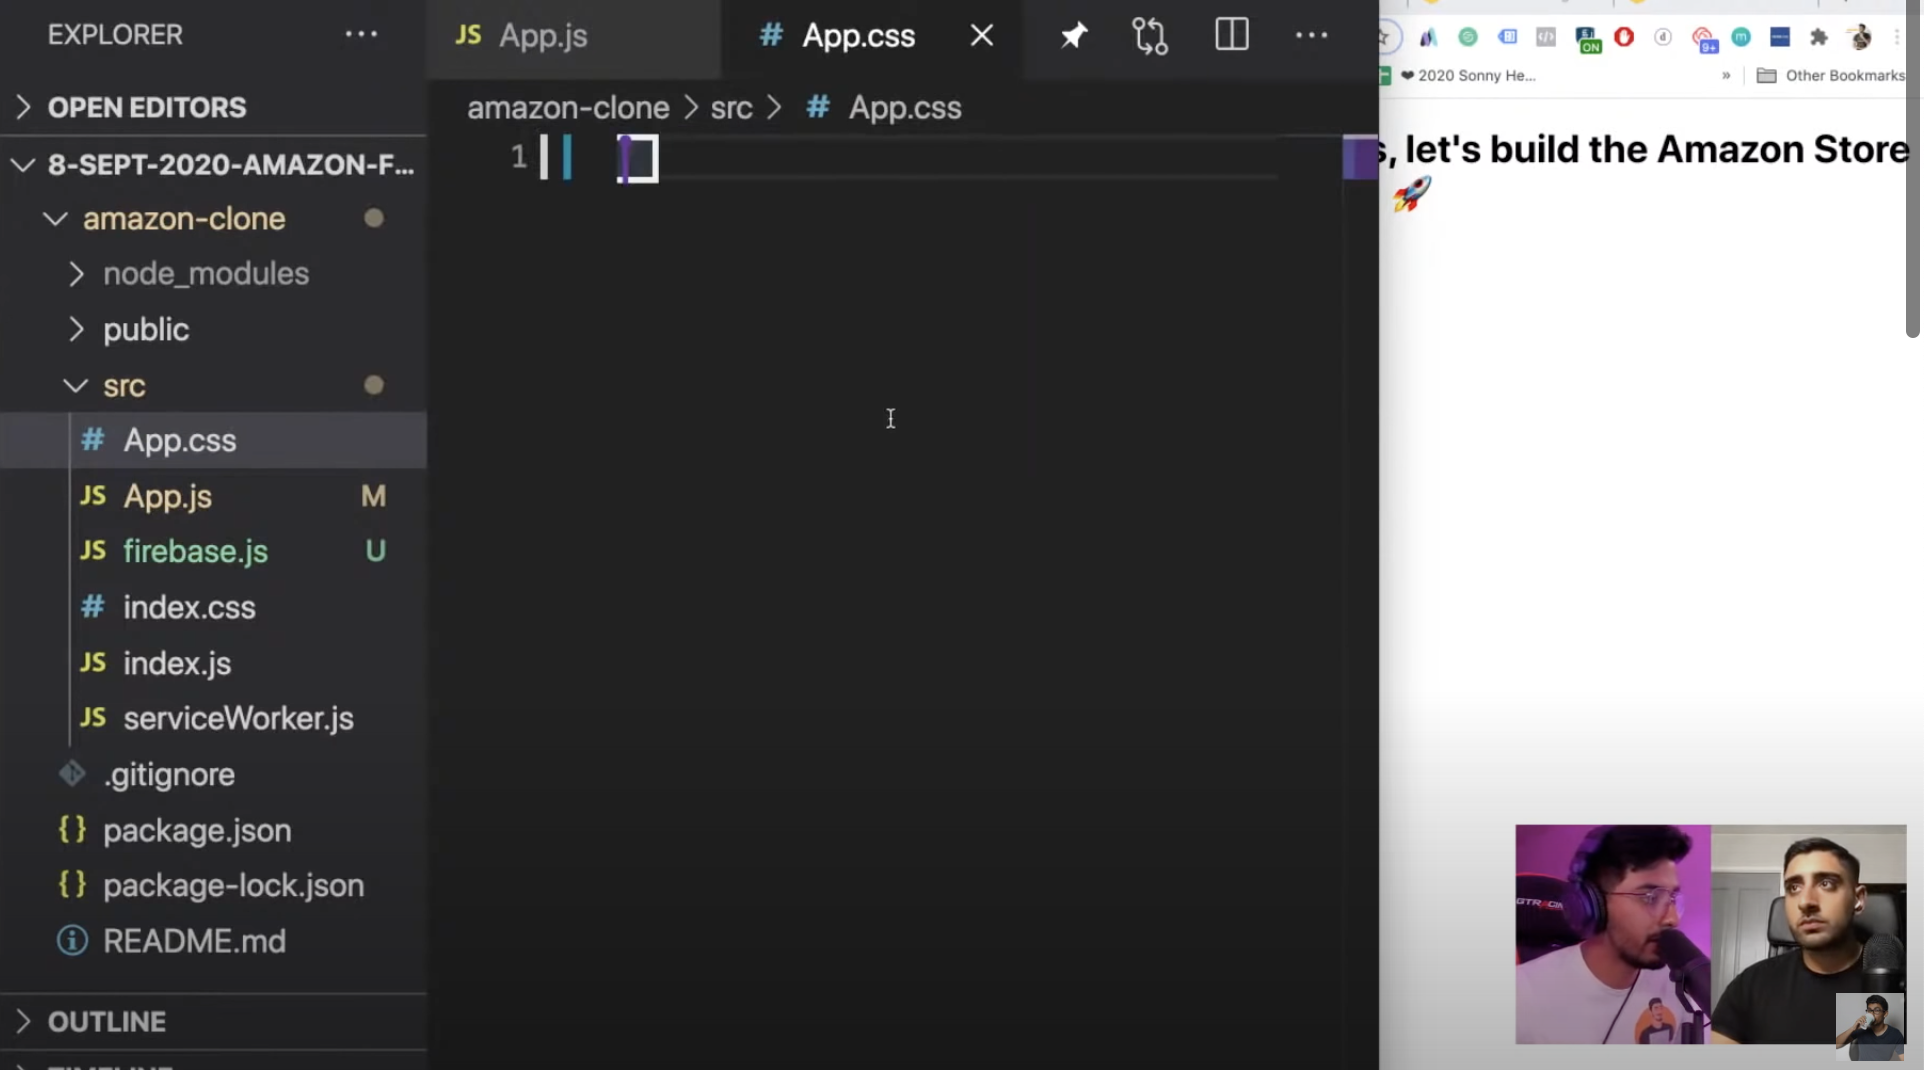 EXPLORER
OPEN EDITORS
8-SEPT-2020-AMAZON-F...
amazon-clone
node_modules
public
src
# App.css
JS App.js M
JS firebase.js U
# index.css
JS index.js
JS serviceWorker.js
.gitignore
{} package.json
{} package-lock.json
README.md
OUTLINE
TIMELINE
JS App.js
# App.css
amazon-clone > src > # App.css
1
ON
9+
❤ 2020 Sonny He...
» Other Bookmarks
s, let's build the Amazon Store
🚀